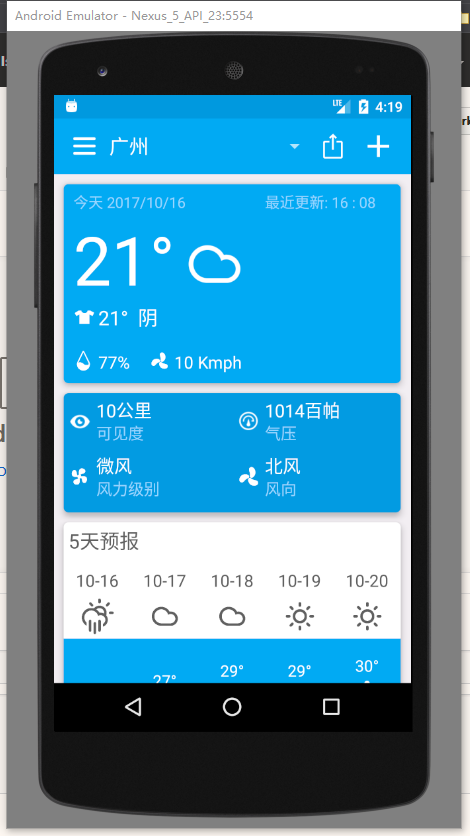 Android Emulator - Nexus_5_API_23:5554
LTE 4:19
广州
今天 2017/10/16 最近更新: 16 : 08
21°
21° 阴
77% 10 Kmph
10公里 1014百帕
可见度 气压
微风 北风
风力级别 风向
5天预报
10-16 10-17 10-18 10-19 10-20
27° 29° 29° 30°